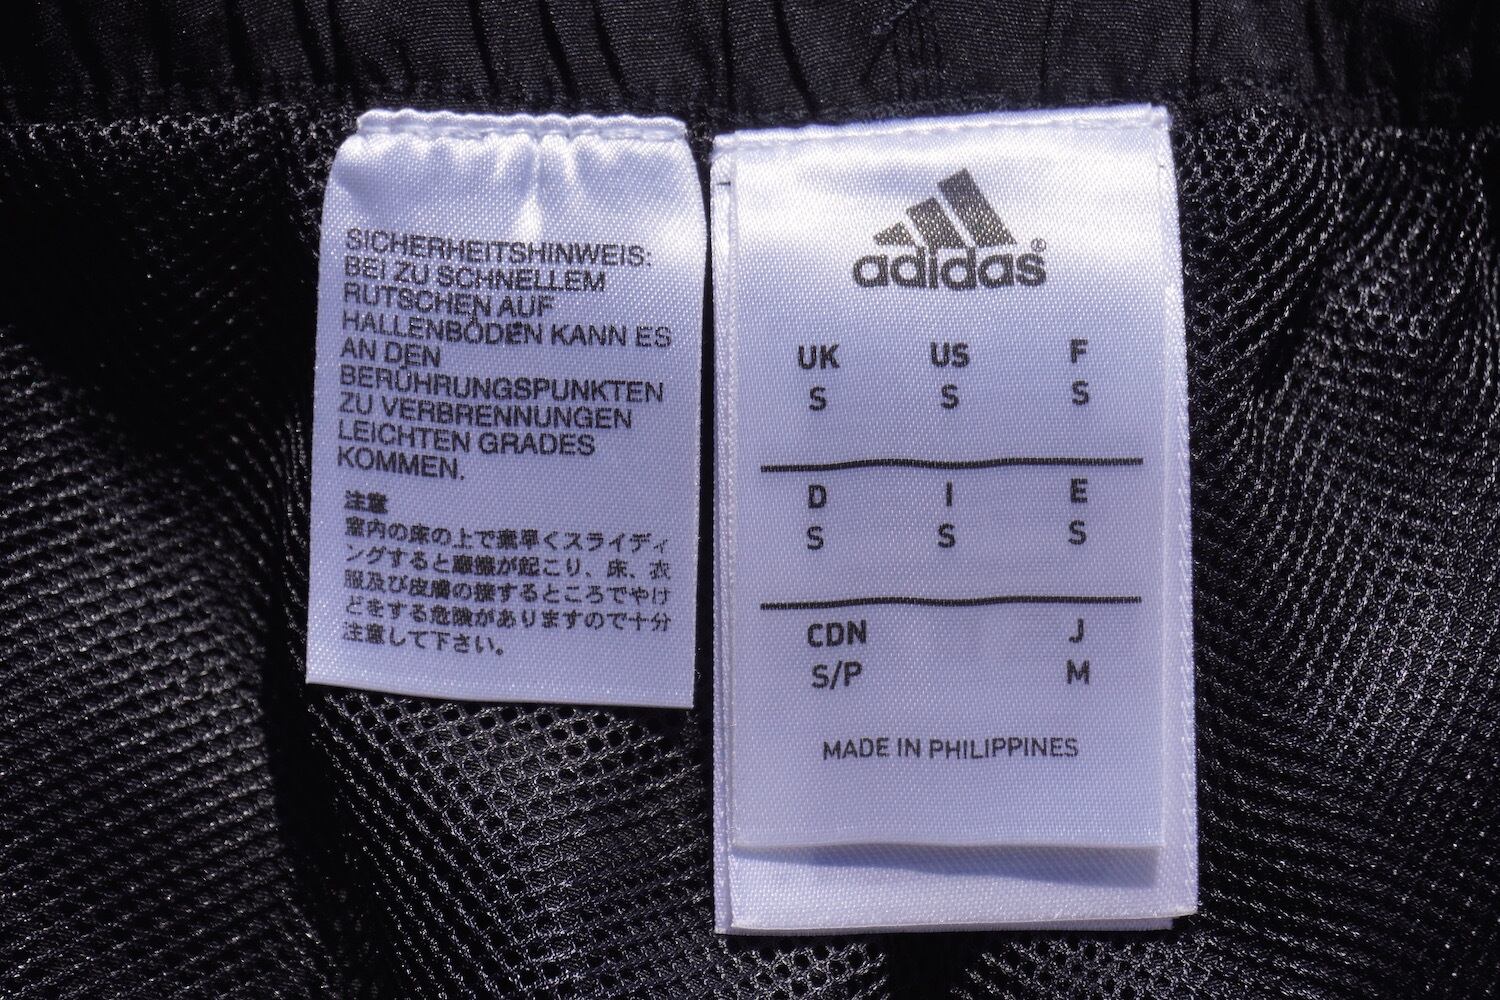 SICHERHEITSHINWEIS:
BEI ZU SCHNELLEM
RUTSCHEN AUF
HALLENBÖDEN KANN ES
AN DEN
BERÜHRUNGSPUNKTEN
ZU VERBRENNUNGEN
LEICHTEN GRADES
KOMMEN.
注意
室内の床の上で素早くスライディ
ングすると摩擦が起こり、床、衣
服及び皮膚の接するところでやけ
どをする危険がありますので十分
注意して下さい。
adidas®
UK US F
S S S
D I E
S S S
CDN J
S/P M
MADE IN PHILIPPINES